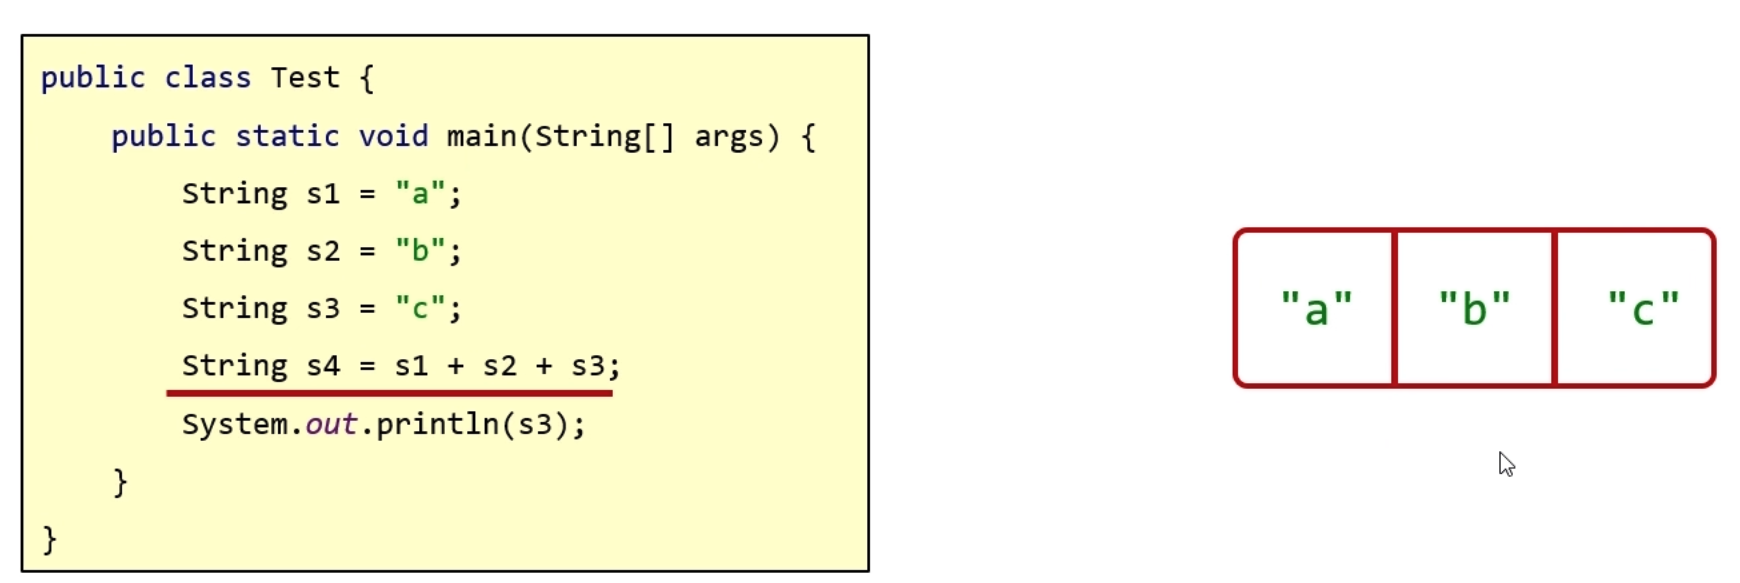 public class Test {
public static void main(String[] args) {
String s1 = "a";
String s2 = "b";
String s3 = "c";
String s4 = s1 + s2 + s3;
System.out.println(s3);
}
}
"a" "b" "c"